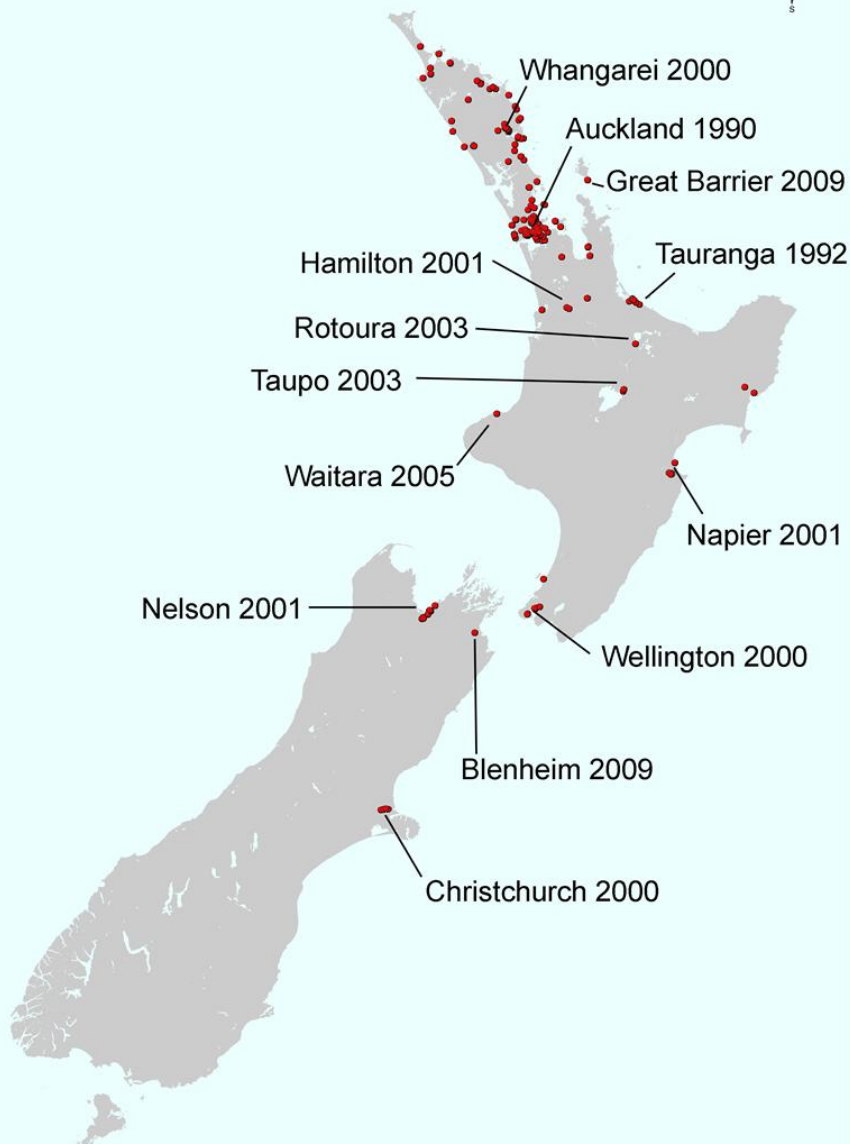 S
Whangarei 2000
Auckland 1990
Great Barrier 2009
Tauranga 1992
Hamilton 2001
Rotoura 2003
Taupo 2003
Waitara 2005
Napier 2001
Nelson 2001
Wellington 2000
Blenheim 2009
Christchurch 2000